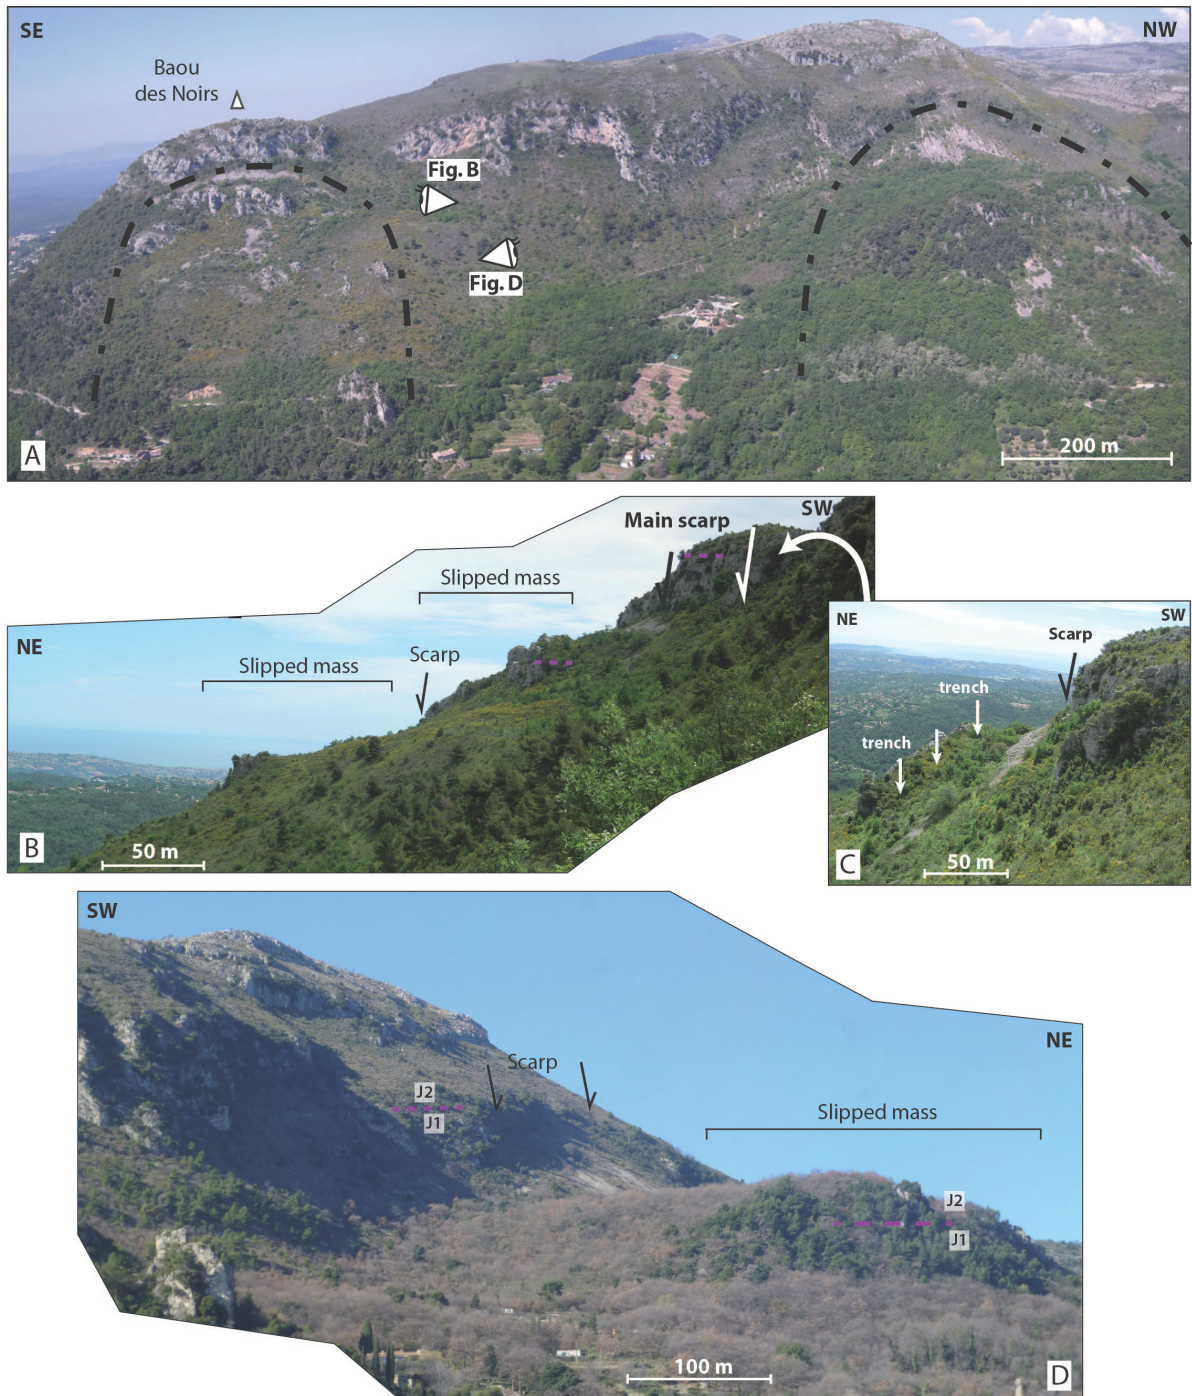 SE
NW
Baou
des Noirs
Fig. B
Fig. D
A
200 m
SW
Main scarp
Slipped mass
NE
Scarp
Slipped mass
B
50 m
NE
SW
Scarp
trench
trench
C
50 m
SW
NE
Scarp
J2
J1
Slipped mass
J2
J1
100 m
D